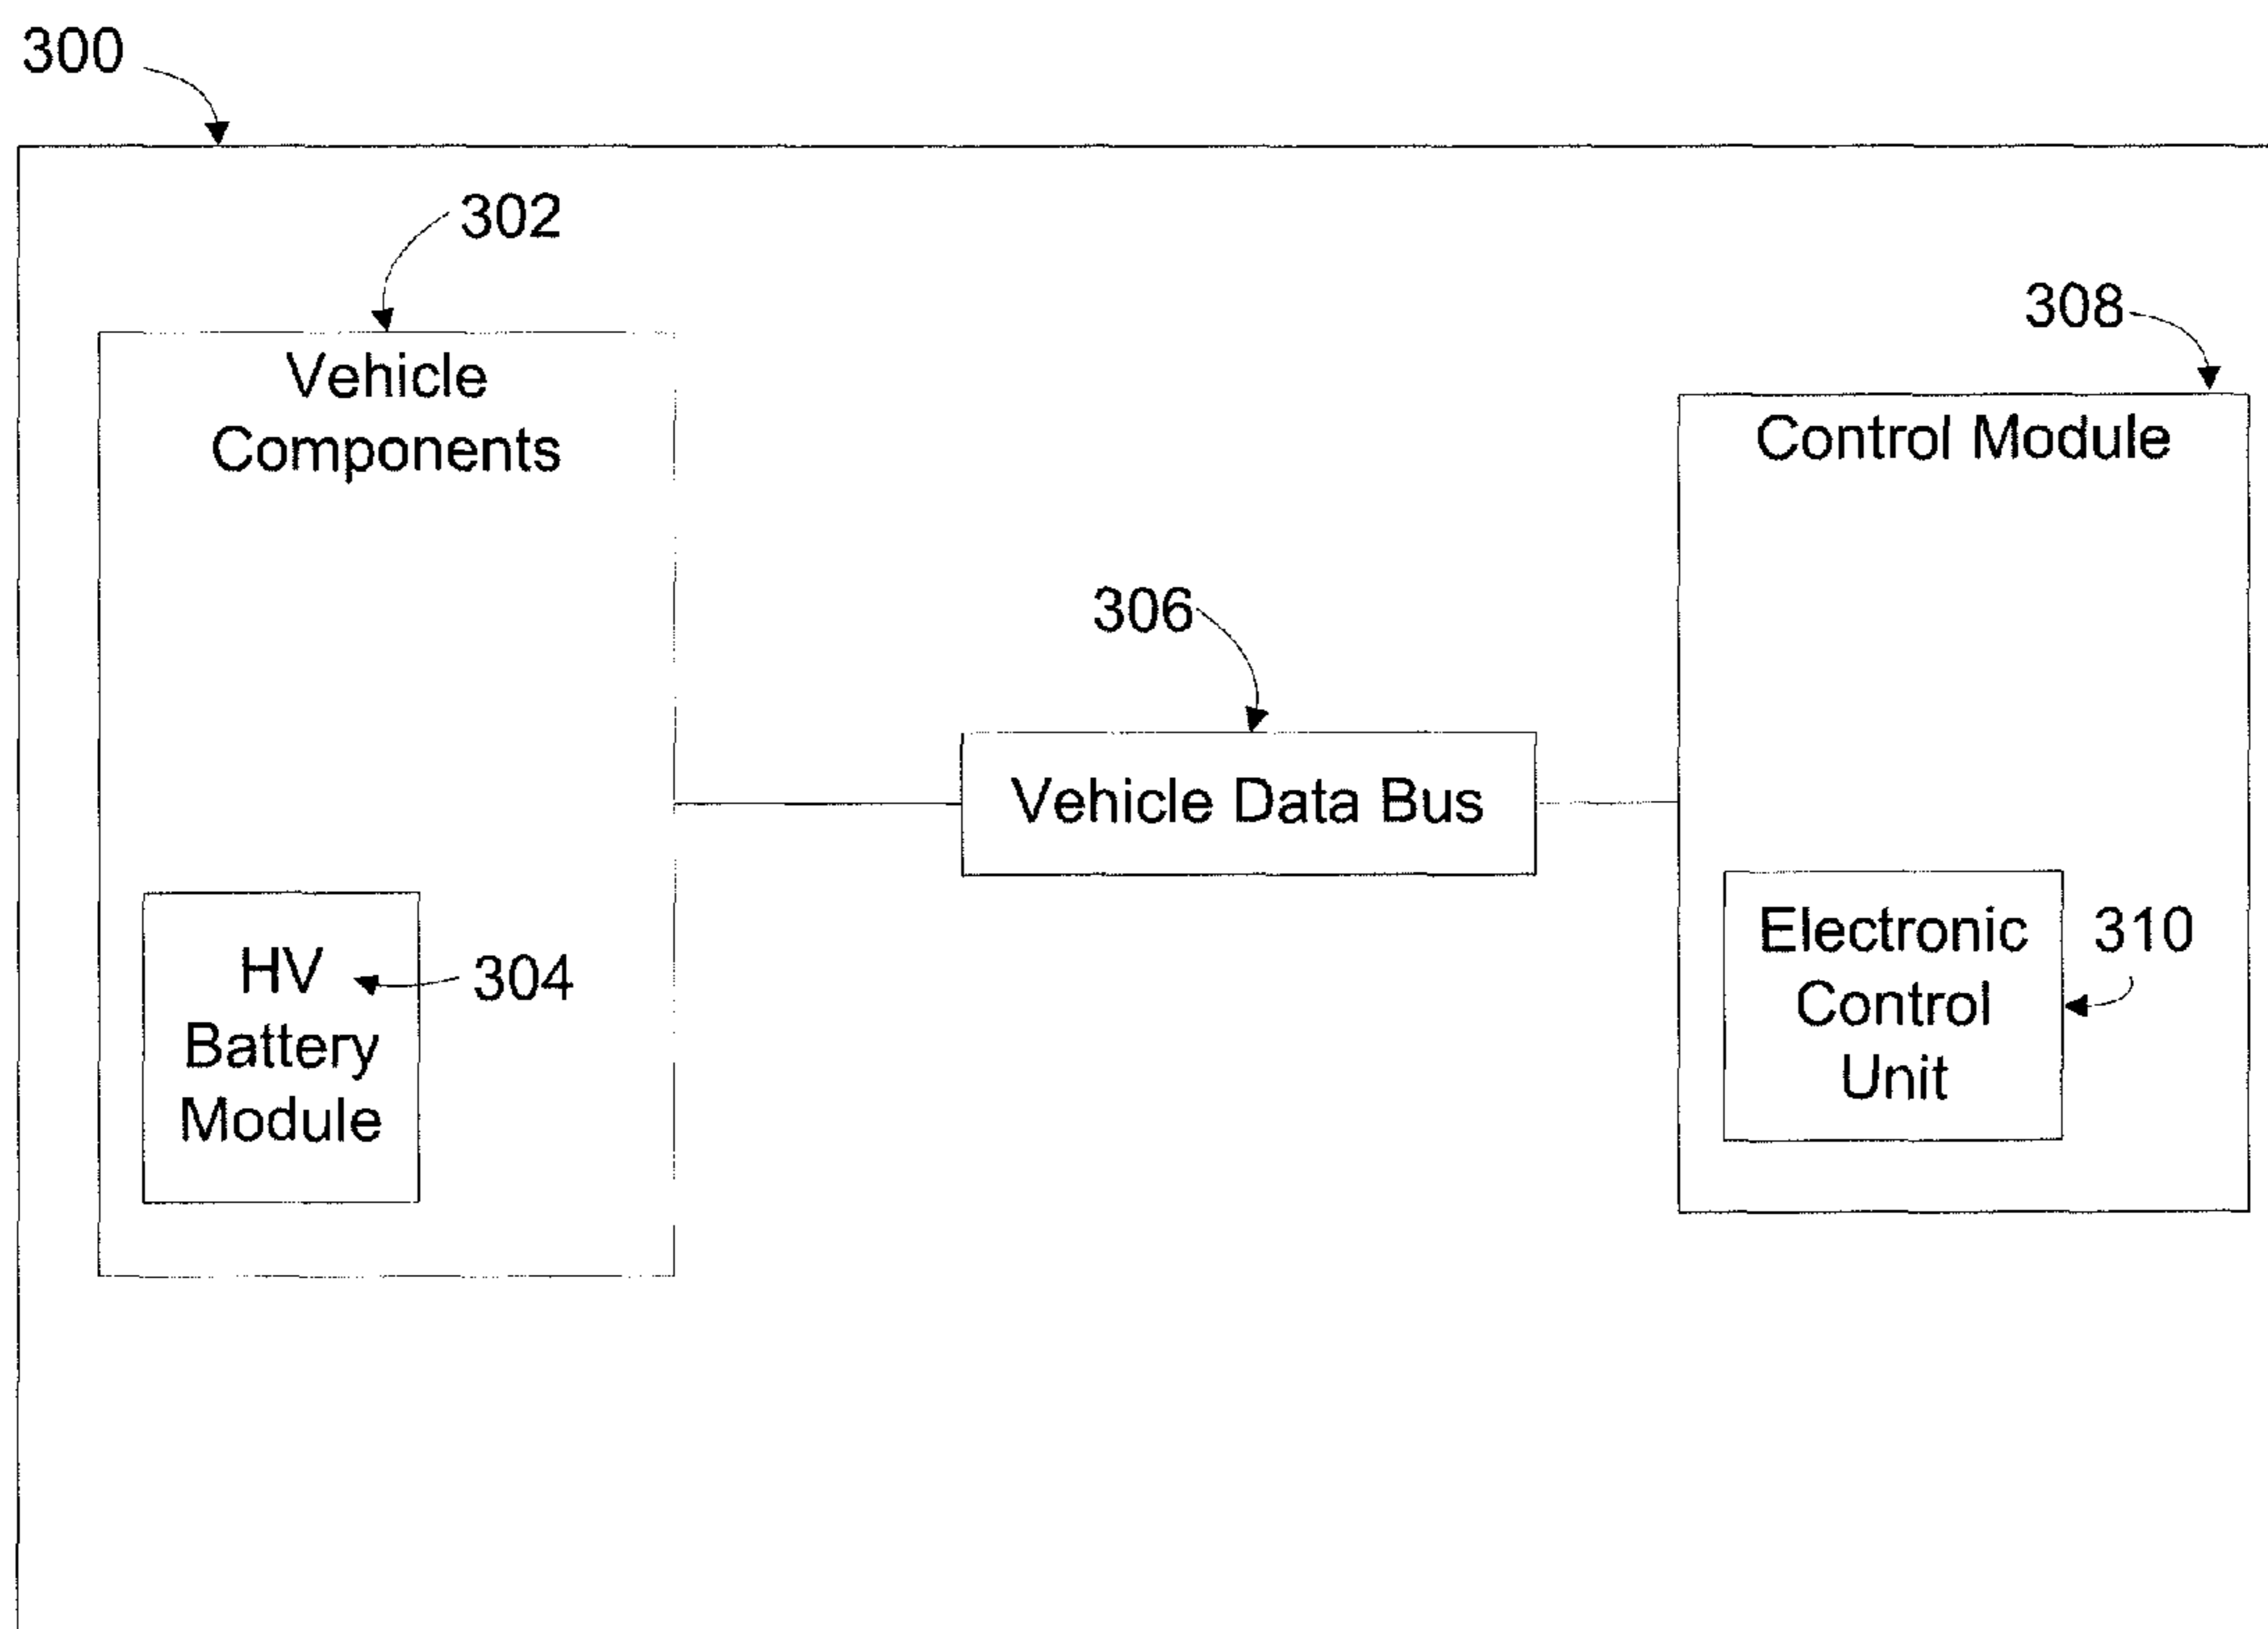 300
302
Vehicle
Components
308
Control Module
306
Vehicle Data Bus
HV
Battery
Module
304
Electronic
Control
Unit
310